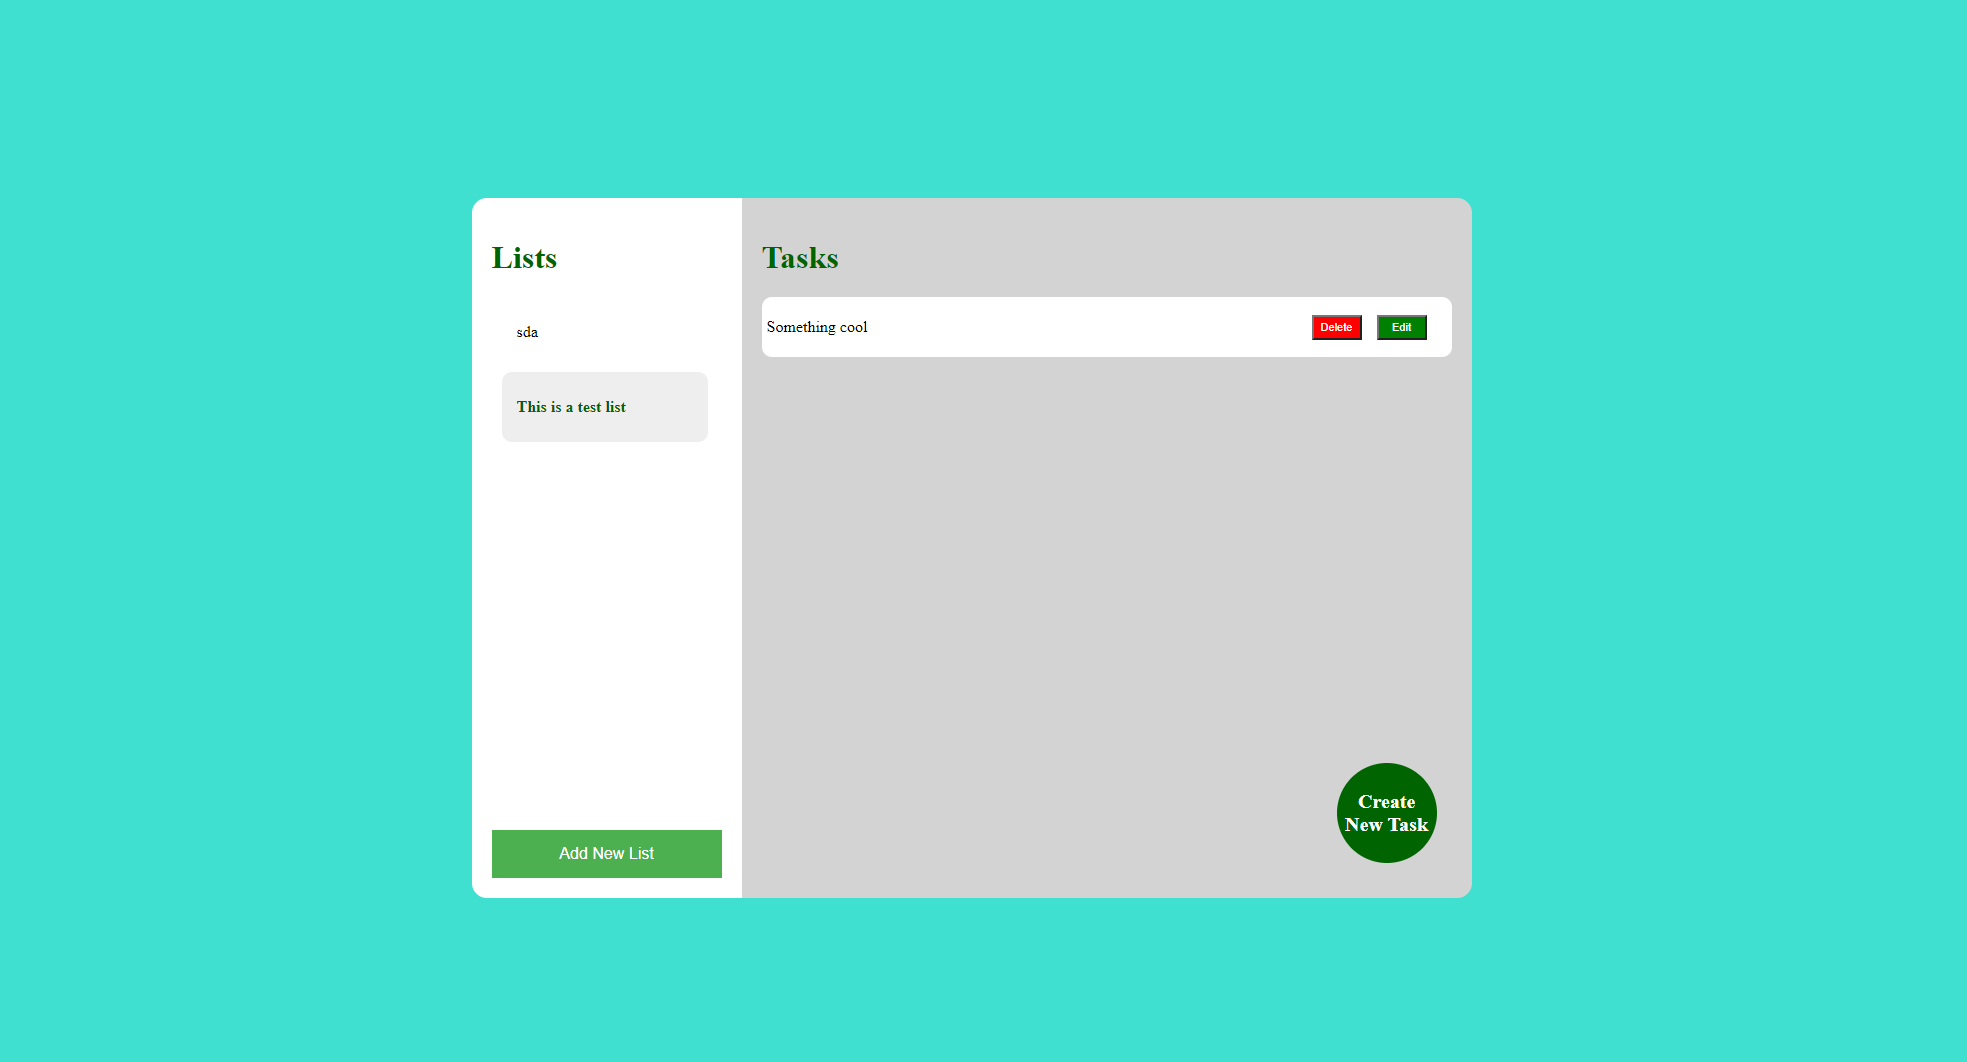 Lists
sda
This is a test list
Add New List
Tasks
Something cool
Delete
Edit
Create
New Task